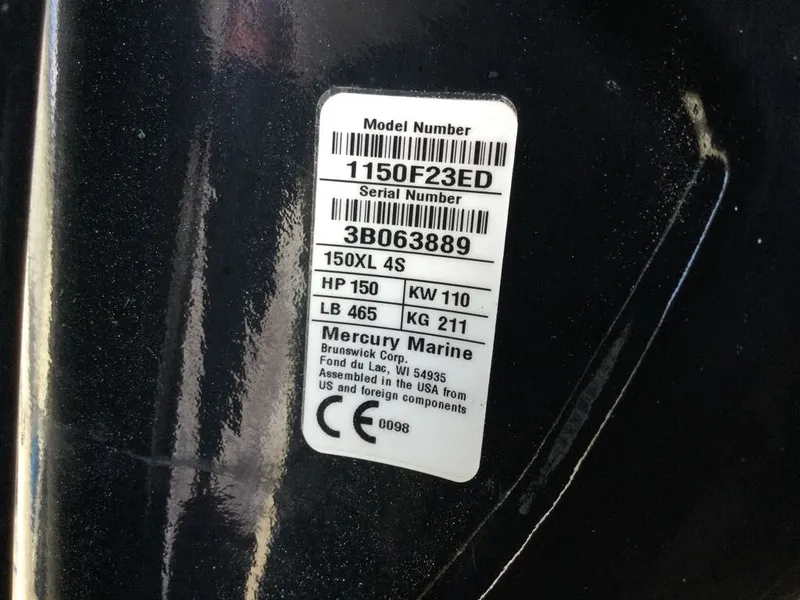 Model Number
1150F23ED
Serial Number
3B063889
150XL 4S
HP 150 KW 110
LB 465 KG 211
Mercury Marine
Brunswick Corp.
Fond du Lac, WI 54935
Assembled in the USA from
US and foreign components
CE 0098